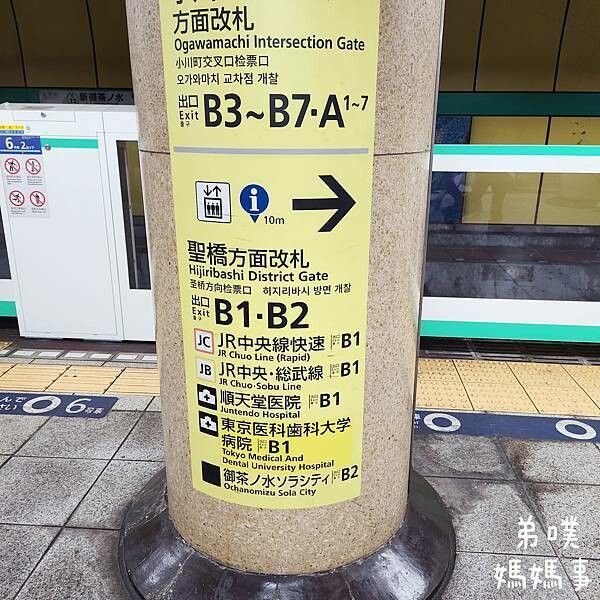 方面改札
Ogawamachi Intersection Gate
小川町交叉口检票口
오가와마치 교차점 개찰
出口 Exit B3~B7・A1~7
10m
聖橋方面改札
Hijiribashi District Gate
圣桥方向检票口 히지리바시 방면 개찰
出口 Exit B1・B2
JC JR中央線快速 B1
JR Chuo Line (Rapid)
JB JR中央・総武線 B1
JR Chuo-Sobu Line
順天堂医院 B1
Juntendo Hospital
東京医科歯科大学
病院 B1
Tokyo Medical And
Dental University Hospital
御茶ノ水ソラシティ B2
Ochanomizu Sola City
新御茶ノ水
6
6
弟噗
媽媽事